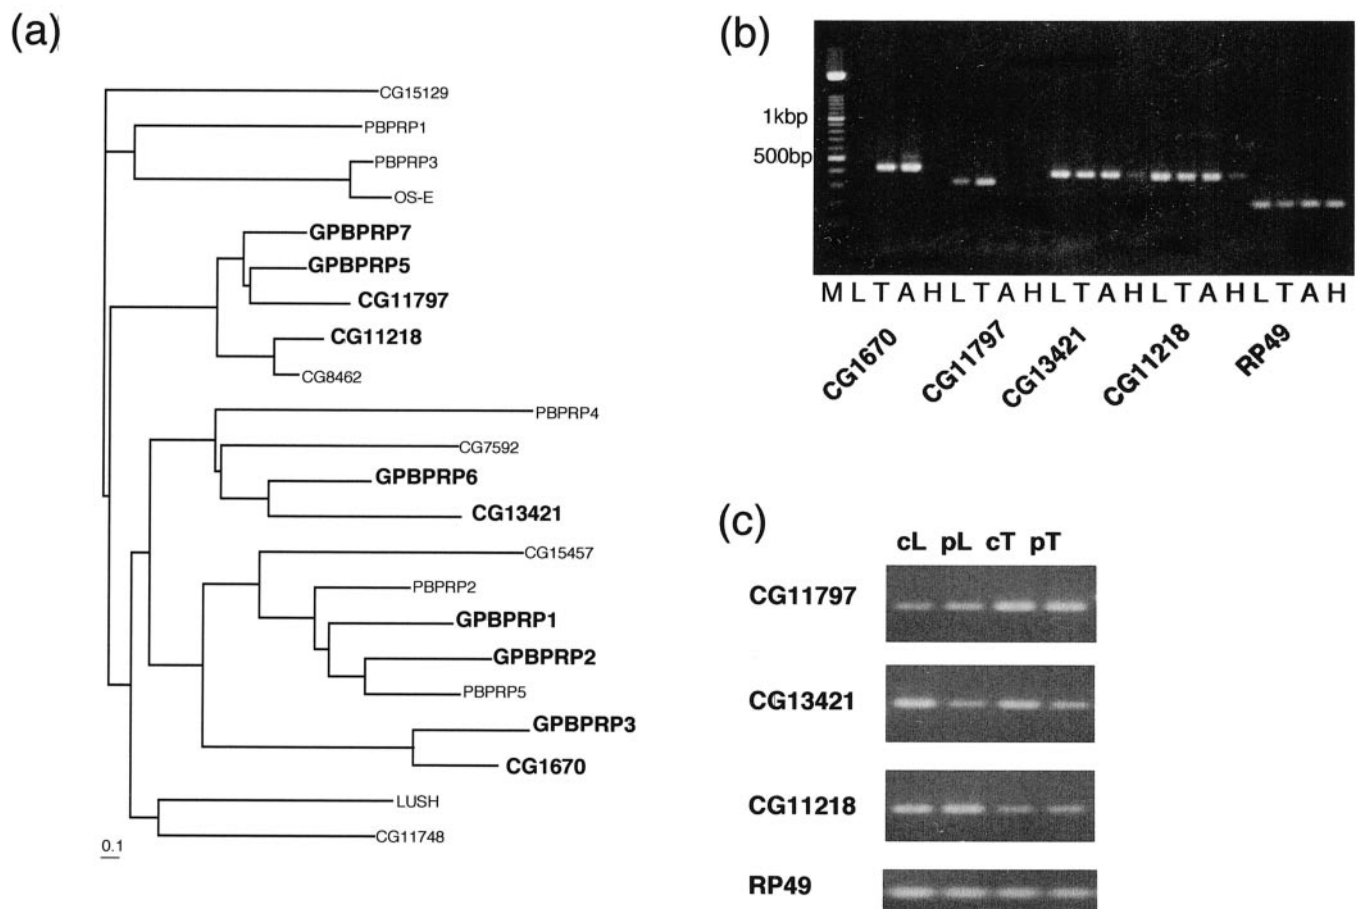 (a)
CG15129
PBPRP1
PBPRP3
OS-E
GPBPRP7
GPBPRP5
CG11797
CG11218
CG8462
PBPRP4
CG7592
GPBPRP6
CG13421
CG15457
PBPRP2
GPBPRP1
GPBPRP2
PBPRP5
GPBPRP3
CG1670
LUSH
CG11748
0.1
(b)
1kbp
500bp
M L T A H L T A H L T A H L T A H L T A H
CG1670
CG11797
CG13421
CG11218
RP49
(c)
cL pL cT pT
CG11797
CG13421
CG11218
RP49